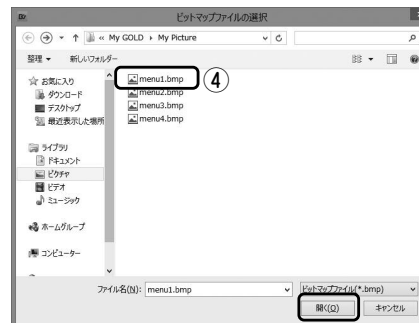 ビットマップファイルの選択
« My GOLD › My Picture
整理 ▼ 新しいフォルダー
お気に入り
ダウンロード
デスクトップ
最近表示した場所
ライブラリ
ドキュメント
ピクチャ
ビデオ
ミュージック
ホームグループ
コンピューター
menu1.bmp ④
menu2.bmp
menu3.bmp
menu4.bmp
ファイル名(N): menu1.bmp
ビットマップファイル(*.bmp)
開く(O) キャンセル